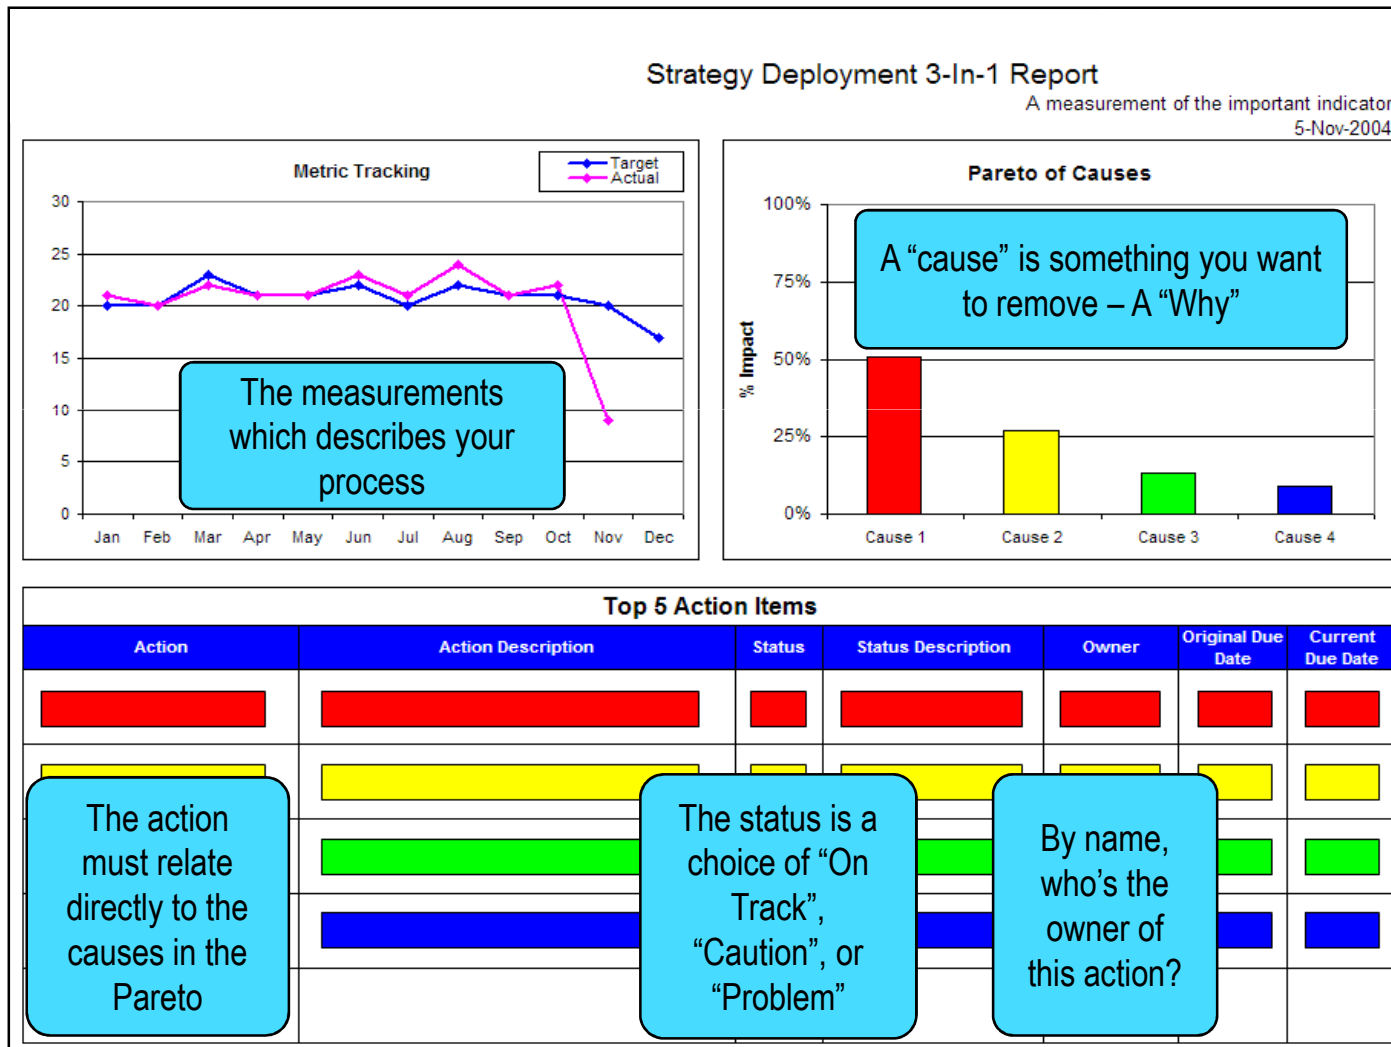 Strategy Deployment 3-In-1 Report
A measurement of the important indicator
5-Nov-2004
Metric Tracking
Target
Actual
30
25
20
15
10
5
0
Jan Feb Mar Apr May Jun Jul Aug Sep Oct Nov Dec
The measurements
which describes your
process
Pareto of Causes
100%
75%
50%
25%
0%
% Impact
A “cause” is something you want
to remove – A “Why”
Cause 1 Cause 2 Cause 3 Cause 4
Top 5 Action Items
Action Action Description Status Status Description Owner Original Due Date Current Due Date
The action
must relate
directly to the
causes in the
Pareto
The status is a
choice of “On
Track”,
“Caution”, or
“Problem”
By name,
who’s the
owner of
this action?